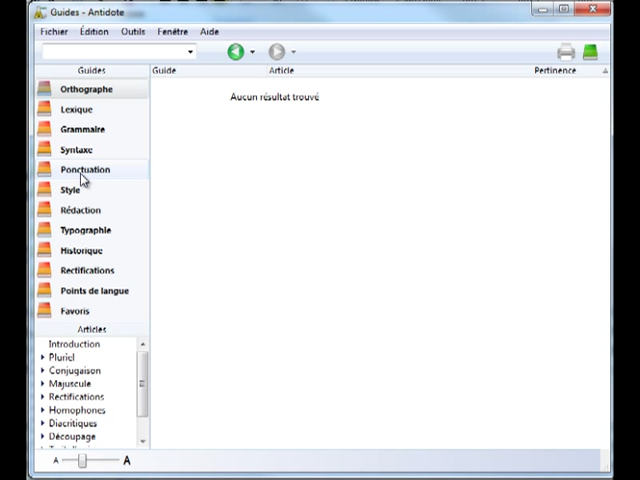 Guides - Antidote
Fichier Édition Outils Fenêtre Aide
Guides Guide Article Pertinence
Orthographe
Aucun résultat trouvé
Lexique
Grammaire
Syntaxe
Ponctuation
Style
Rédaction
Typographie
Historique
Rectifications
Points de langue
Favoris
Articles
Introduction
Pluriel
Conjugaison
Majuscule
Rectifications
Homophones
Diacritiques
Découpage
A A